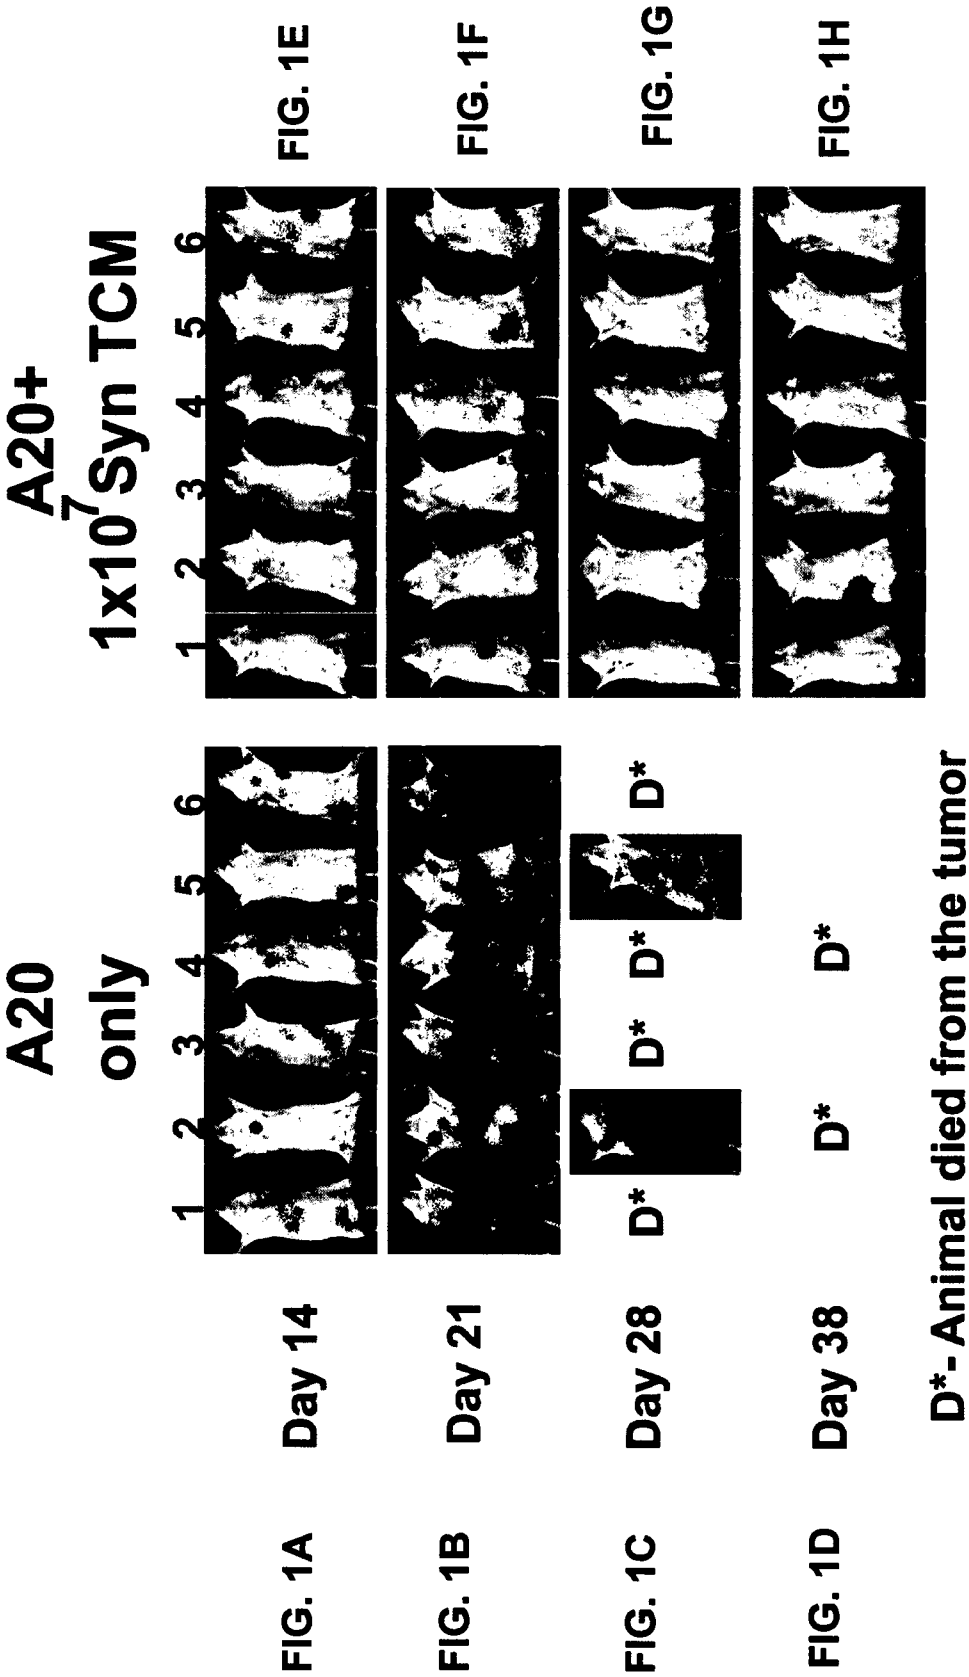 A20
only
A20+
1x10⁷Syn TCM
1 2 3 4 5 6
1 2 3 4 5 6
FIG. 1A
Day 14
FIG. 1E
FIG. 1B
Day 21
FIG. 1F
FIG. 1C
Day 28
D*
D*
D*
D*
FIG. 1G
FIG. 1D
Day 38
D*
D*
FIG. 1H
D*- Animal died from the tumor